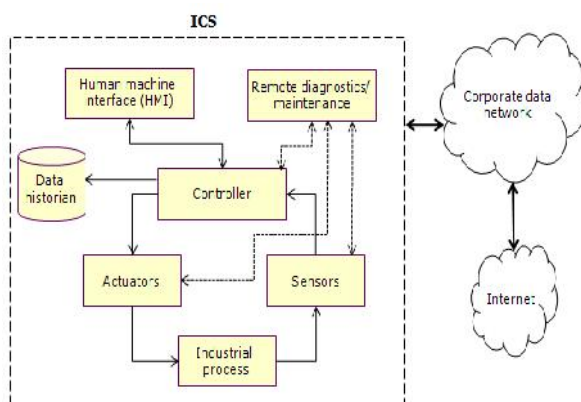 ICS
Human machine
interface (HMI)
Remote diagnostics/
maintenance
Corporate data
network
Data
historian
Controller
Actuators
Sensors
Internet
Industrial
process